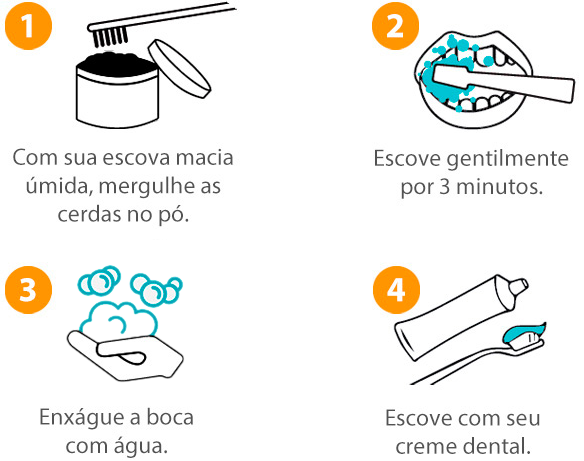 1
Com sua escova macia
úmida, mergulhe as
cerdas no pó.
2
Escove gentilmente
por 3 minutos.
3
Enxágue a boca
com água.
4
Escove com seu
creme dental.